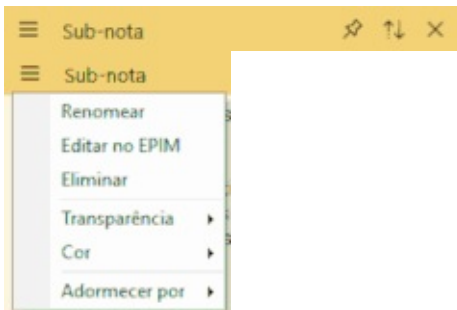 Sub-nota
Sub-nota
Renomear
Editar no EPIM
Eliminar
Transparência
Cor
Adormecer por